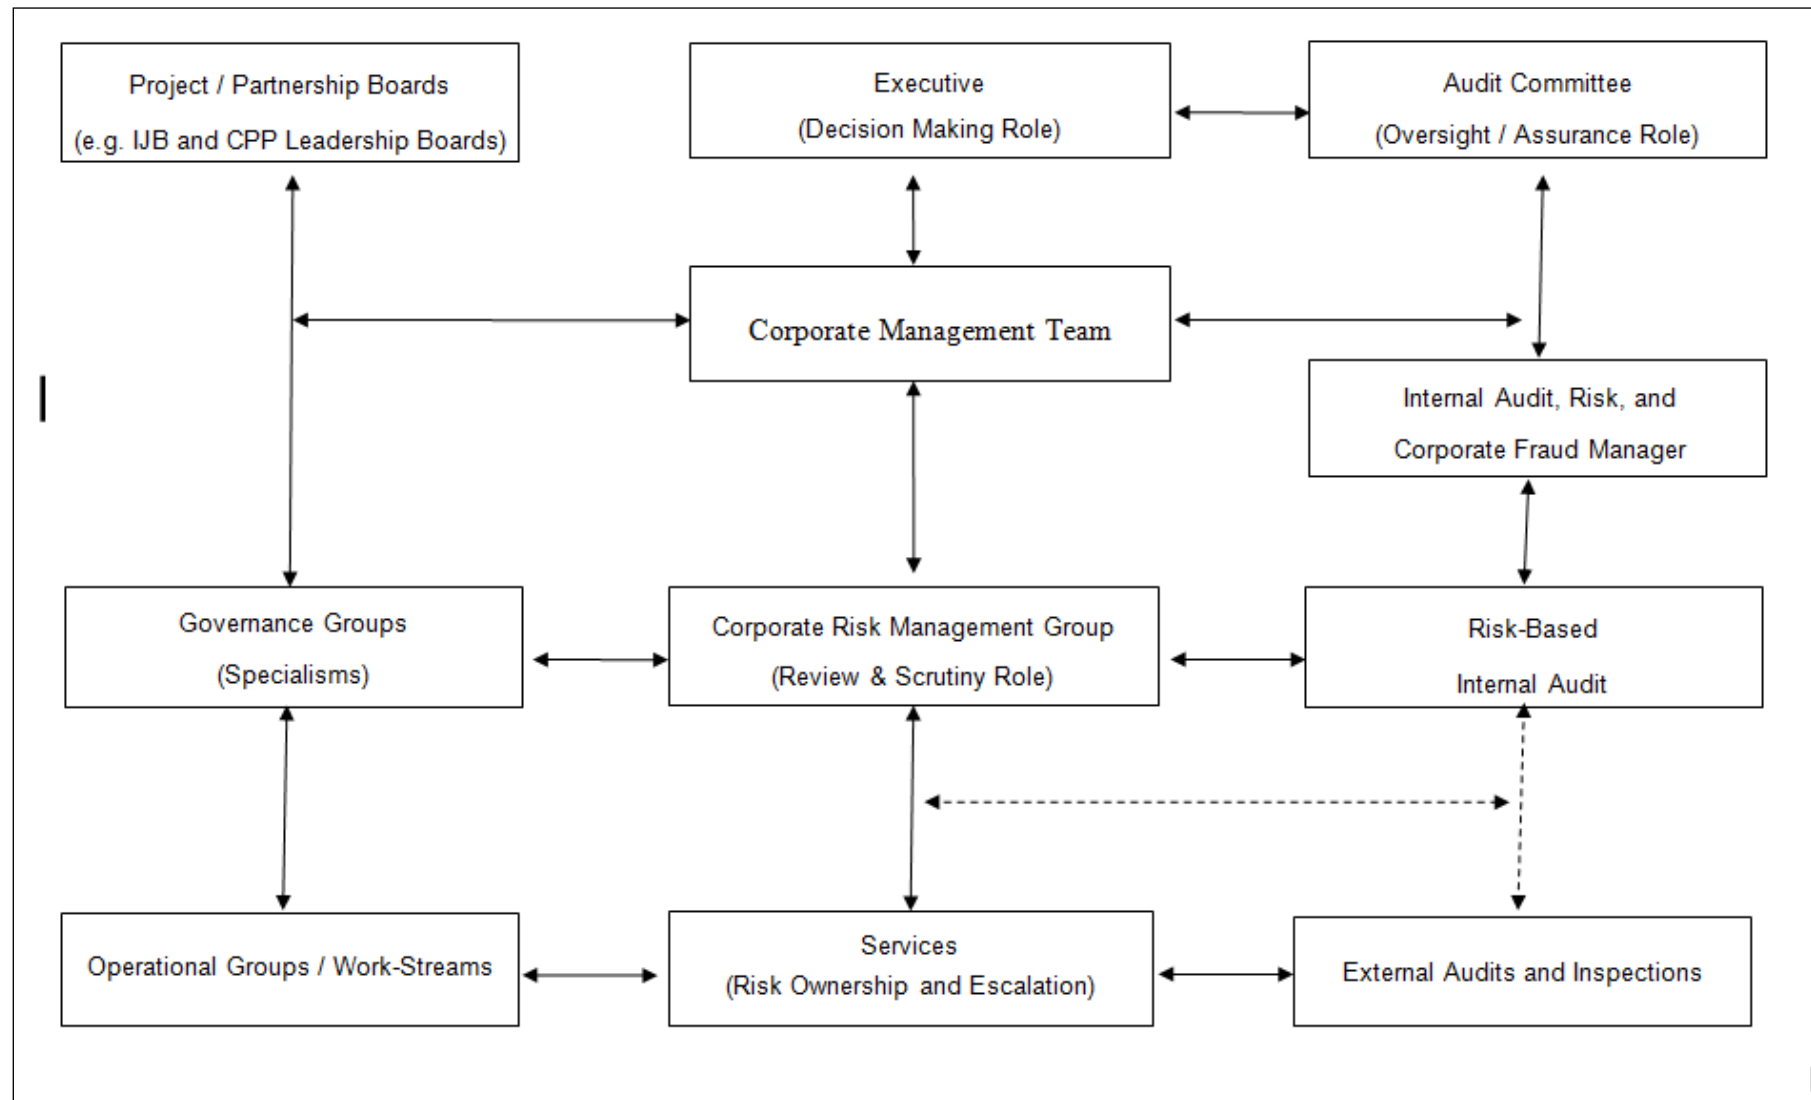 Project / Partnership Boards
(e.g. IJB and CPP Leadership Boards)
Executive
(Decision Making Role)
Audit Committee
(Oversight / Assurance Role)
Corporate Management Team
Internal Audit, Risk, and
Corporate Fraud Manager
Governance Groups
(Specialisms)
Corporate Risk Management Group
(Review & Scrutiny Role)
Risk-Based
Internal Audit
Operational Groups / Work-Streams
Services
(Risk Ownership and Escalation)
External Audits and Inspections